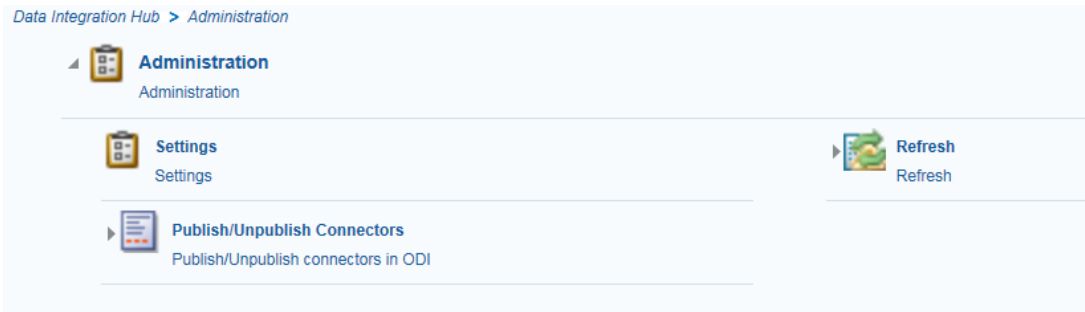 Data Integration Hub > Administration
Administration
Administration
Settings
Settings
Refresh
Refresh
Publish/Unpublish Connectors
Publish/Unpublish connectors in ODI